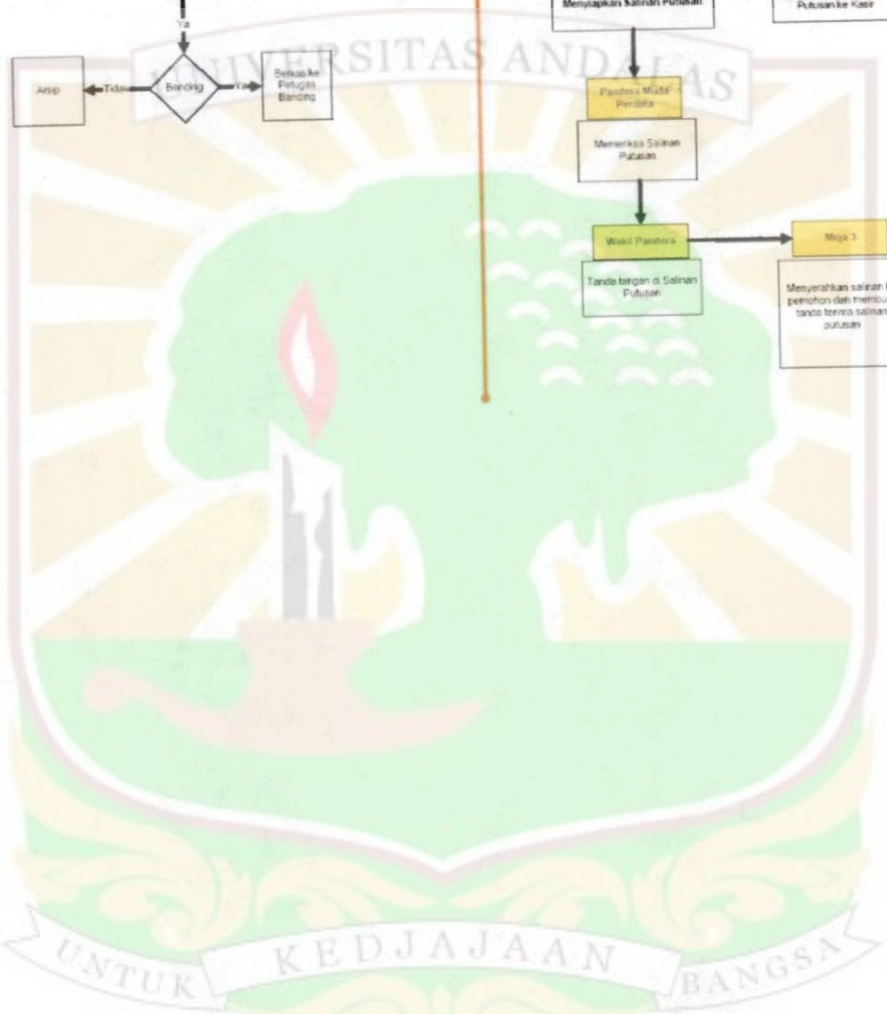 Menyiapkan Salinan Putusan
Putusan ke Kasir
Ya
UNIVERSITAS ANDALAS
Arsip
Tidak
Banding
Ya
Berkas ke
Petugas
Banding
Panitera Muda
Perdata
Memeriksa Salinan
Putusan
Wakil Panitera
Meja 3
Tanda tangan di Salinan
Putusan
Menyerahkan salinan
pemohon dan
tanda terima salinan
putusan
UNTUK KEDJAJAAN BANGSA